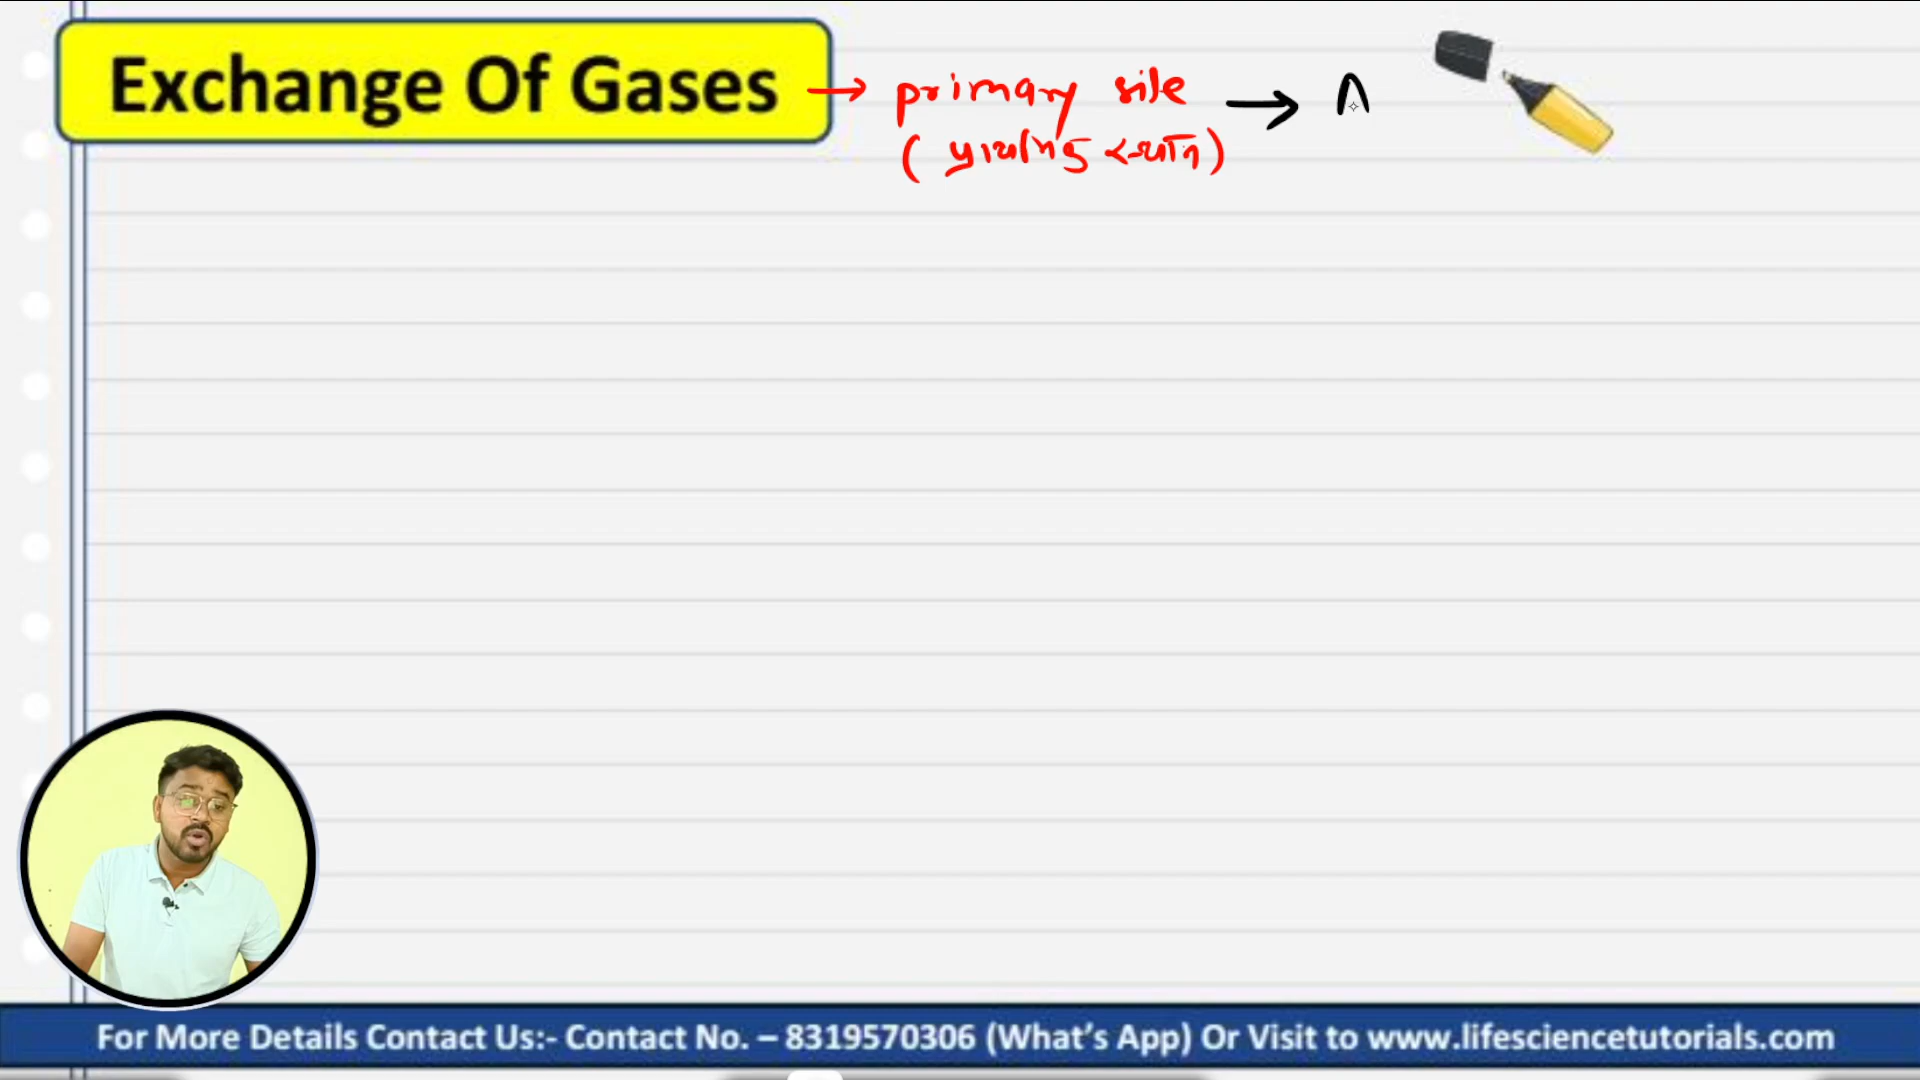 Exchange Of Gases → primary site → A
( प्राथमिक स्थान )
For More Details Contact Us:- Contact No. – 8319570306 (What's App) Or Visit to www.lifesciencetutorials.com